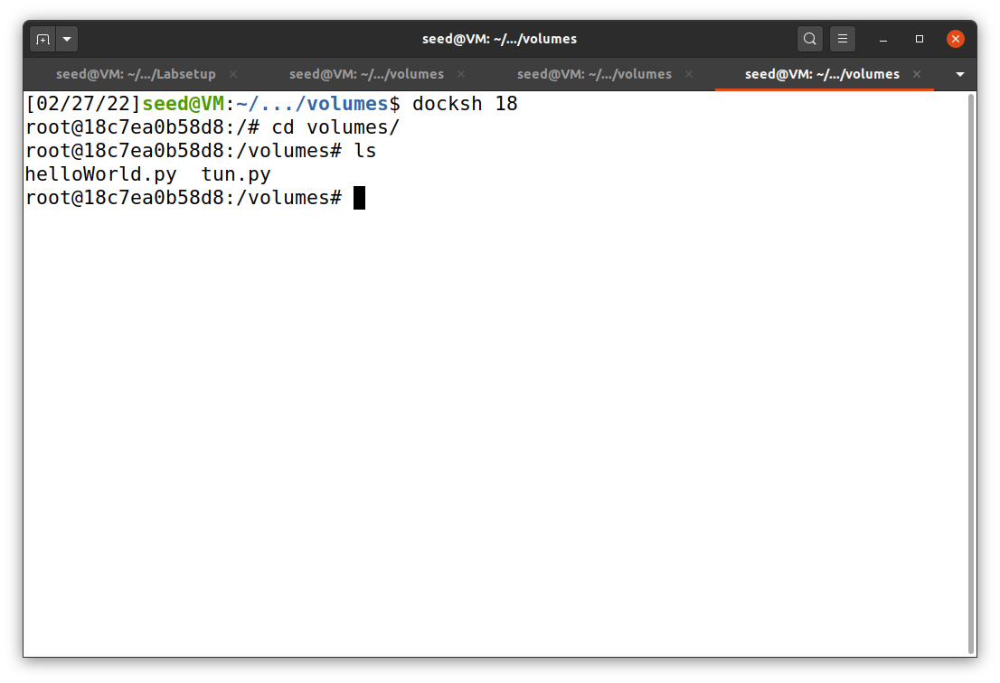 seed@VM: ~/.../volumes
seed@VM: ~/.../Labsetup seed@VM: ~/.../volumes seed@VM: ~/.../volumes seed@VM: ~/.../volumes
[02/27/22]seed@VM:~/.../volumes$ docksh 18
root@18c7ea0b58d8:/# cd volumes/
root@18c7ea0b58d8:/volumes# ls
helloWorld.py  tun.py
root@18c7ea0b58d8:/volumes#